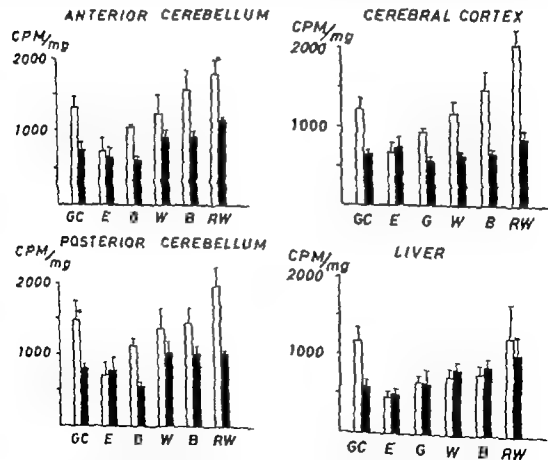 ANTERIOR CEREBELLUM
CPM/mg
2000
1000
GC E G W B RW
CEREBRAL CORTEX
CPM/mg
2000
1000
GC E G W B RW
POSTERIOR CEREBELLUM
CPM/mg
2000
1000
GC E W B RW
LIVER
CPM/mg
2000
1000
GC E G W B RW